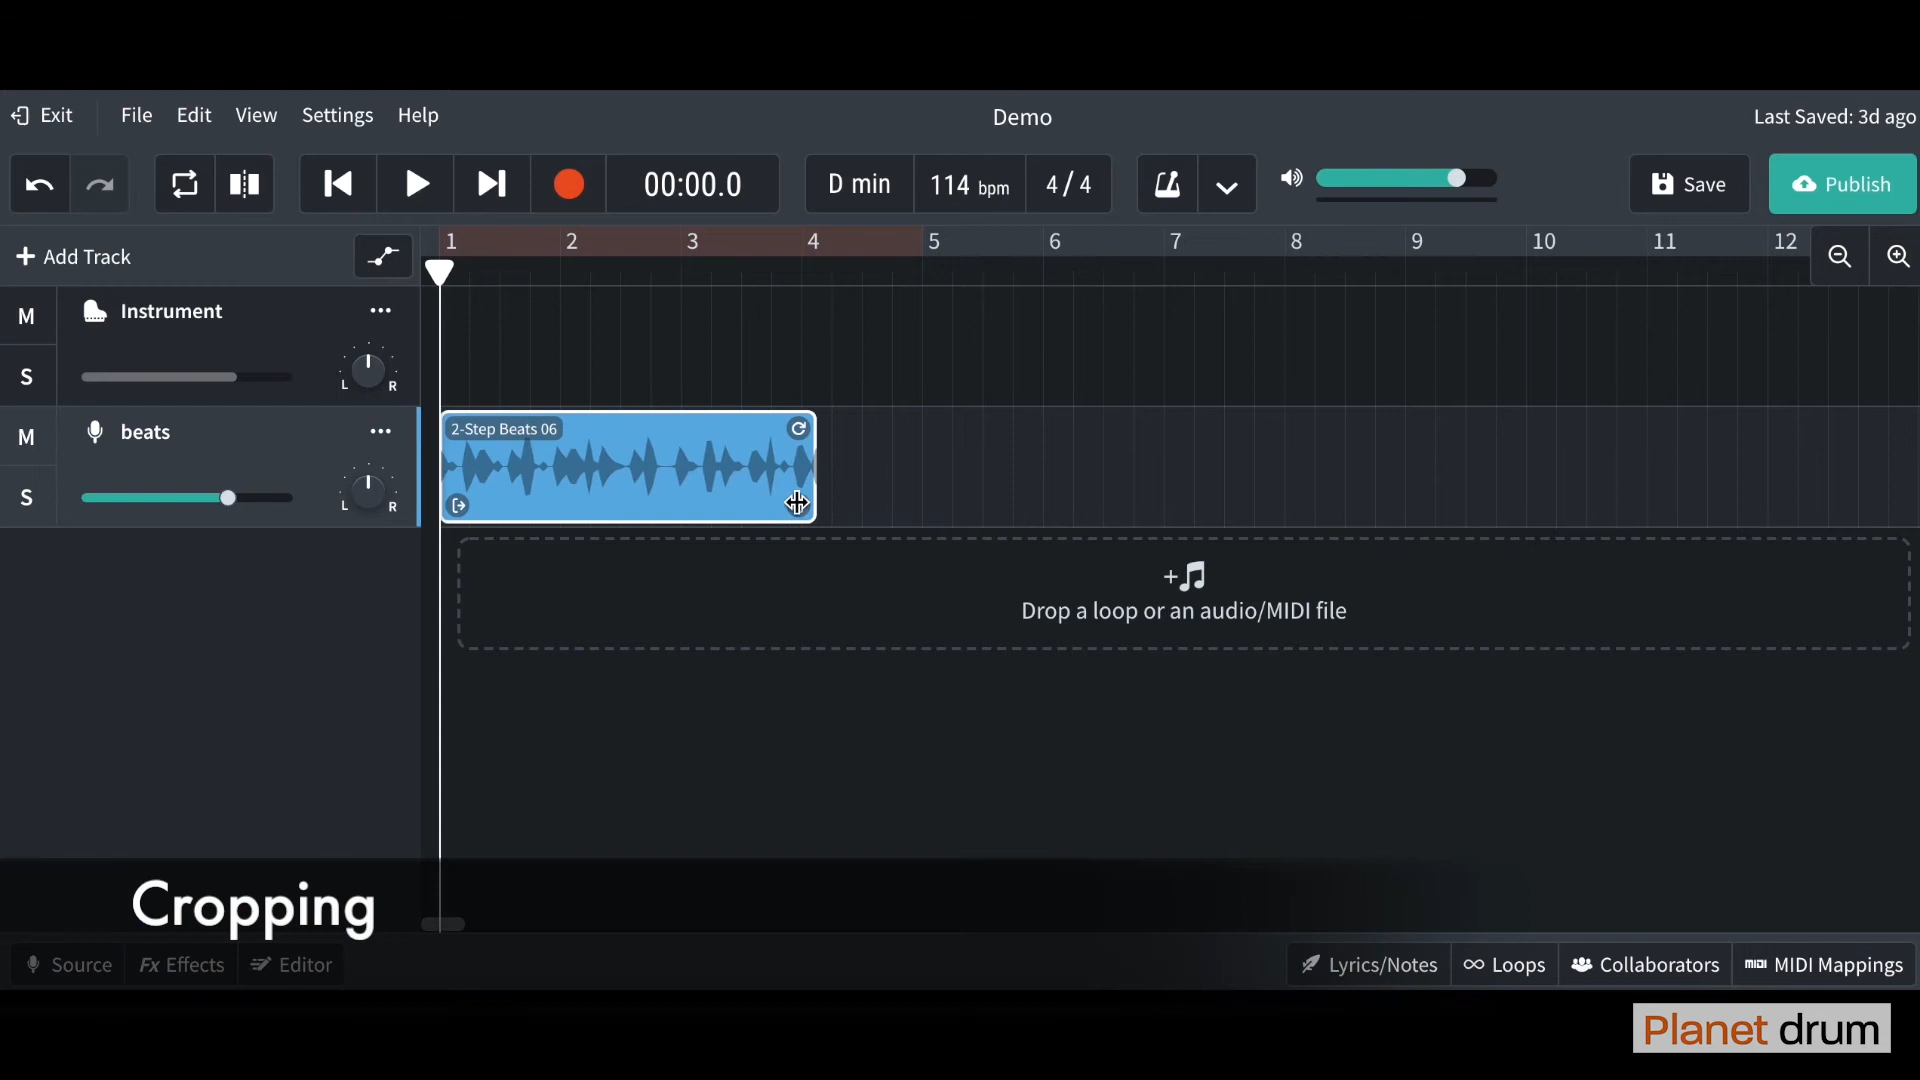 Exit File Edit View Settings Help Demo Last Saved: 3d ago
00:00.0 D min 114 bpm 4/4 Save Publish
Add Track 1 2 3 4 5 6 7 8 9 10 11 12
M Instrument
S L R
M beats 2-Step Beats 06
S L R
Drop a loop or an audio/MIDI file
Cropping
Source Fx Effects Editor Lyrics/Notes Loops Collaborators MIDI MIDI Mappings
Planet drum